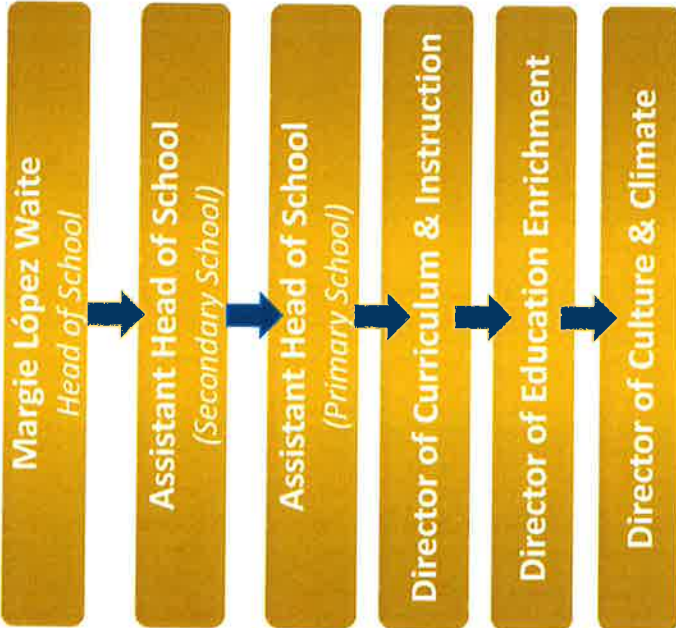 Margie López Waite
Head of School
Assistant Head of School
(Secondary School)
Assistant Head of School
(Primary School)
Director of Curriculum & Instruction
Director of Education Enrichment
Director of Culture & Climate